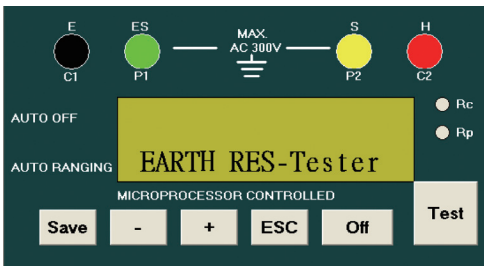 E ES MAX. S H
AC 300V
C1 P1 P2 C2
Rc
AUTO OFF
Rp
EARTH RES-Tester
AUTO RANGING
MICROPROCESSOR CONTROLLED
Save - + ESC Off Test